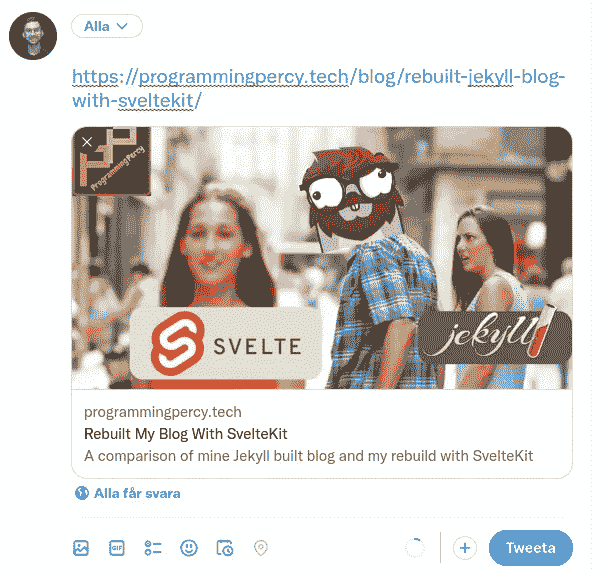 Alla
https://programmingpercy.tech/blog/rebuilt-jekyll-blog-
with-sveltekit/
ProgrammingPercy
SVELTE
jekyll
programmingpercy.tech
Rebuilt My Blog With SvelteKit
A comparison of mine Jekyll built blog and my rebuild with SvelteKit
Alla får svara
GIF
Tweeta